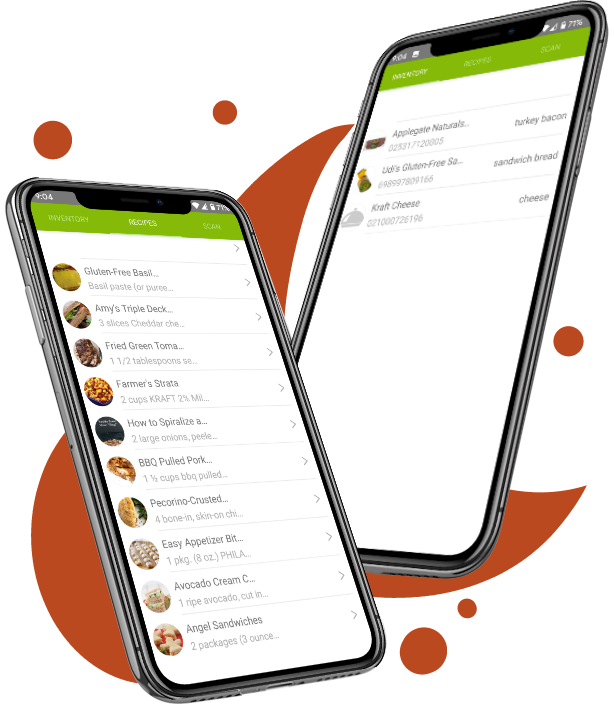 9:04
71%
INVENTORY
RECIPES
SCAN
Gluten-Free Basil...
Basil paste (or puree...
Amy's Triple Deck...
3 slices Cheddar che...
Fried Green Toma...
1 1/2 tablespoons sa...
Farmer's Strata
2 cups KRAFT 2% Mil...
How to Spiralize a...
2 large onions, peele...
BBQ Pulled Pork...
1 ½ cups bbq pulled...
Pecorino-Crusted...
4 bone-in, skin-on chi...
Easy Appetizer Bit...
1 pkg. (8 oz.) PHILA...
Avocado Cream C...
1 ripe avocado, cut in...
Angel Sandwiches
2 packages (3 ounce...
9:04
71%
INVENTORY
RECIPES
SCAN
Applegate Naturals...
turkey bacon
025317120005
Udi's Gluten-Free Sa...
sandwich bread
698997809166
Kraft Cheese
cheese
021000726196